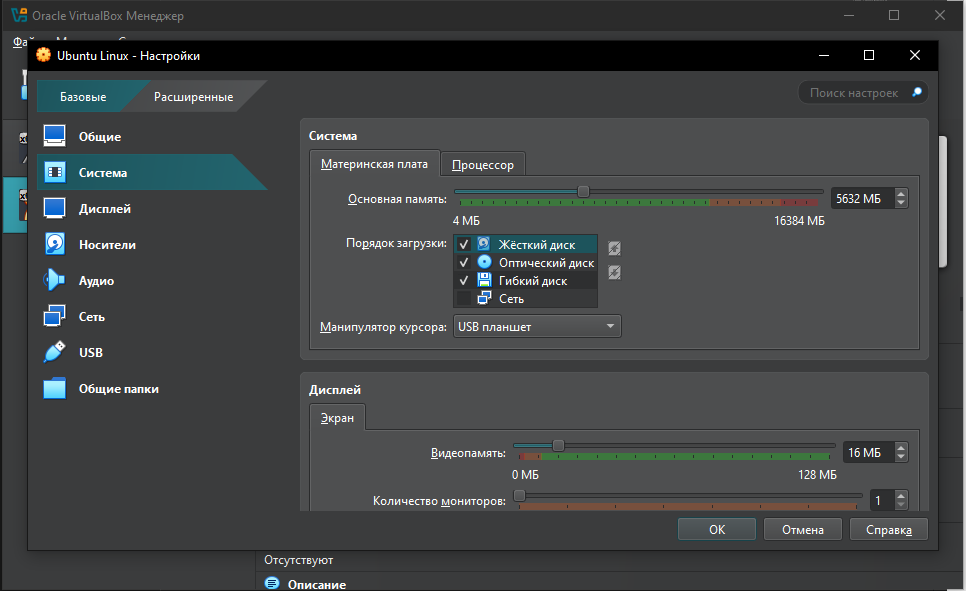 Oracle VirtualBox Менеджер
Ubuntu Linux - Настройки
Базовые
Расширенные
Поиск настроек
Общие
Система
Дисплей
Носители
Аудио
Сеть
USB
Общие папки
Система
Материнская плата
Процессор
Основная память:
5632 МБ
4 МБ
16384 МБ
Порядок загрузки:
Жёсткий диск
Оптический диск
Гибкий диск
Сеть
Манипулятор курсора:
USB планшет
Дисплей
Экран
Видеопамять:
16 МБ
0 МБ
128 МБ
Количество мониторов:
1
ОК
Отмена
Справка
Отсутствуют
Описание